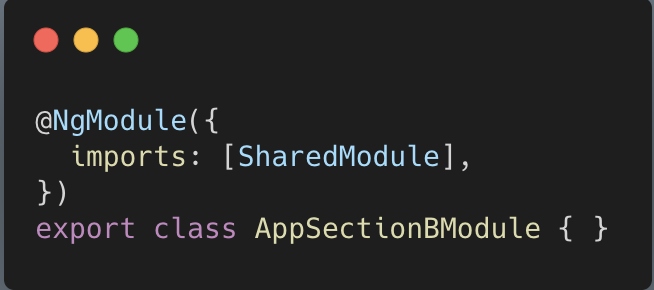 @NgModule({
  imports: [SharedModule],
})
export class AppSectionBModule { }